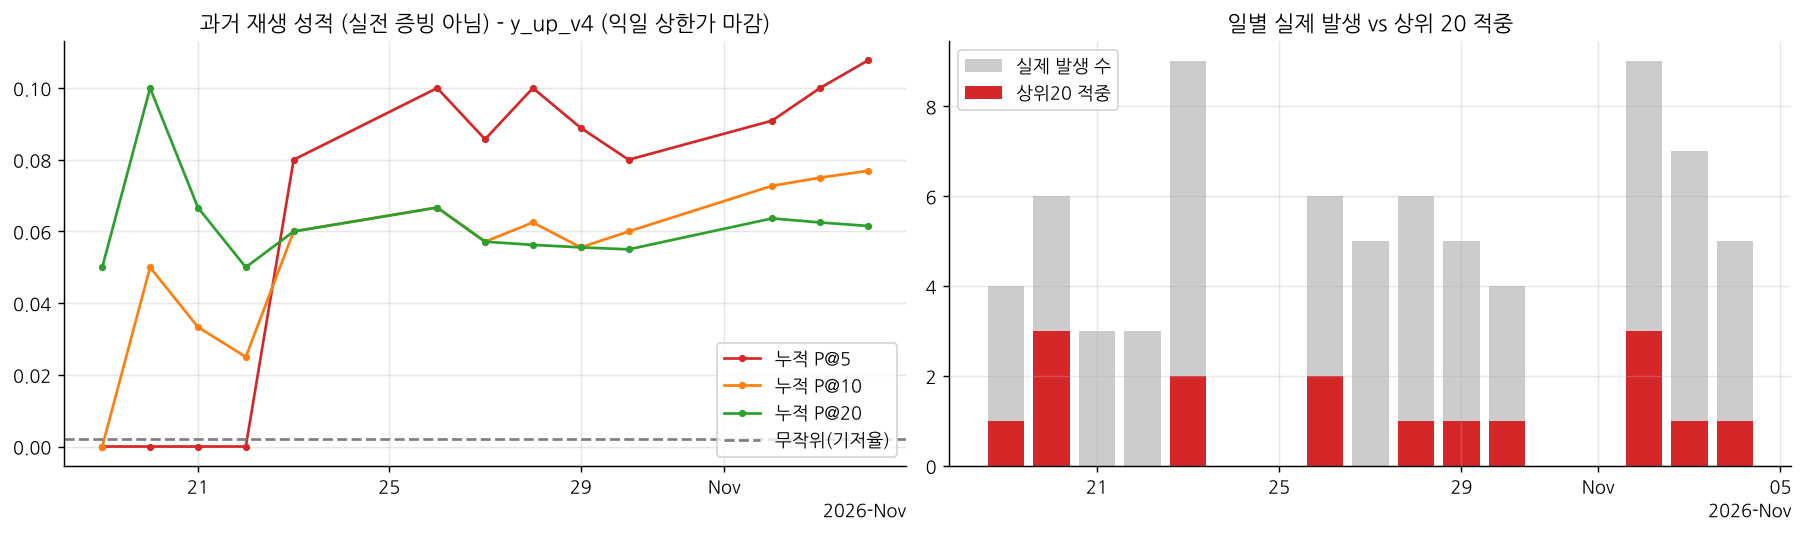 과거 재생 성적 (실전 증빙 아님) - y_up_v4 (익일 상한가 마감)
0.10
0.08
0.06
0.04
0.02
0.00
누적 P@5
누적 P@10
누적 P@20
무작위(기저율)
21
25
29
Nov
2026-Nov
일별 실제 발생 vs 상위 20 적중
실제 발생 수
상위20 적중
8
6
4
2
0
21
25
29
Nov
05
2026-Nov